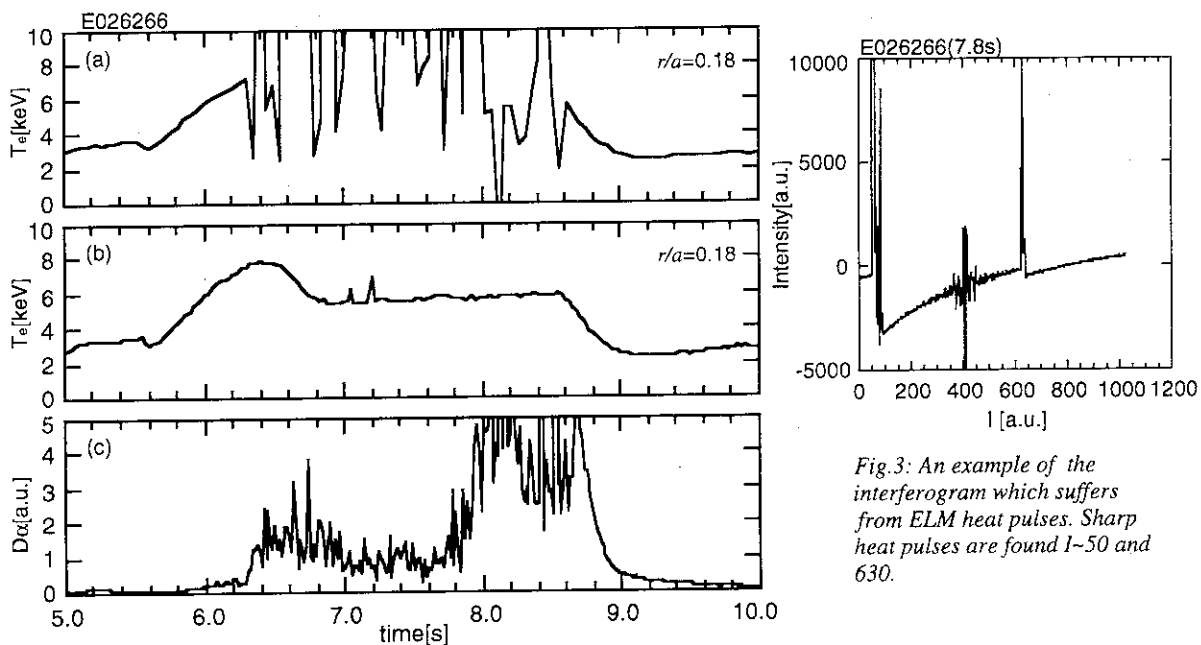 E026266
(a)
r/a=0.18
Te[keV]
10
8
6
4
2
0
(b)
r/a=0.18
Te[keV]
10
8
6
4
2
0
(c)
Dα[a.u.]
5
4
3
2
1
0
5.0 6.0 7.0 8.0 9.0 10.0
time[s]
E026266(7.8s)
Intensity[a.u.]
10000
5000
0
-5000
0 200 400 600 800 1000 1200
I [a.u.]
Fig.3: An example of the
interferogram which suffers
from ELM heat pulses. Sharp
heat pulses are found I~50 and
630.